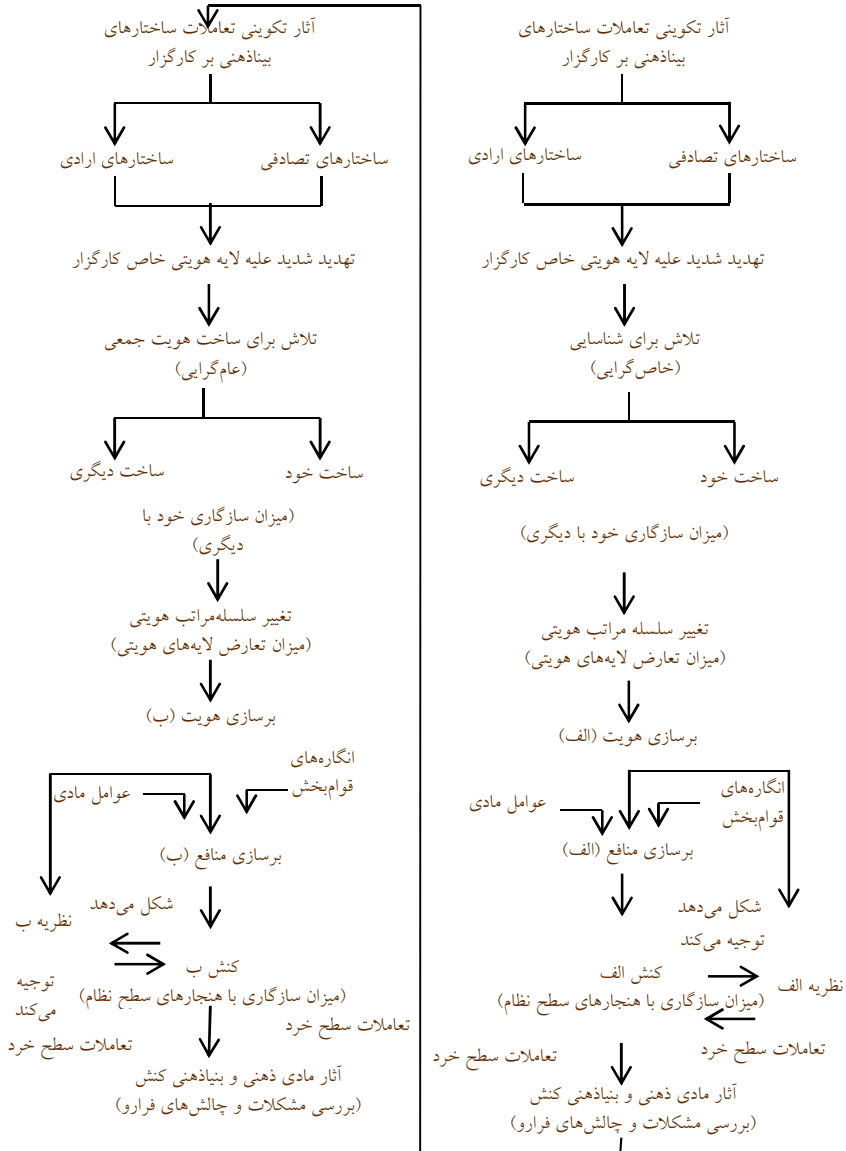 آثار تکوینی تعاملات ساختارهای
بیناذهنی بر کارگزار
ساختارهای تصادفی
ساختارهای ارادی
تهدید شدید علیه لایه هویتی خاص کارگزار
تلاش برای شناسایی
(خاص‌گرایی)
ساخت خود
ساخت دیگری
(میزان سازگاری خود با دیگری)
تغییر سلسله مراتب هویتی
(میزان تعارض لایه‌های هویتی)
برسازی هویت (الف)
انگاره‌های
قوام‌بخش
عوامل مادی
برسازی منافع (الف)
شکل می‌دهد
توجیه می‌کند
کنش الف
نظریه الف
(میزان سازگاری با هنجارهای سطح نظام)
تعاملات سطح خرد
تعاملات سطح خرد
آثار مادی ذهنی و بنیاذهنی کنش
(بررسی مشکلات و چالش‌های فرارو)
آثار تکوینی تعاملات ساختارهای
بیناذهنی بر کارگزار
ساختارهای تصادفی
ساختارهای ارادی
تهدید شدید علیه لایه هویتی خاص کارگزار
تلاش برای ساخت هویت جمعی
(عام‌گرایی)
ساخت خود
ساخت دیگری
(میزان سازگاری خود با
دیگری)
تغییر سلسله‌مراتب هویتی
(میزان تعارض لایه‌های هویتی)
برسازی هویت (ب)
انگاره‌های
قوام‌بخش
عوامل مادی
برسازی منافع (ب)
شکل می‌دهد
نظریه ب
کنش ب
توجیه
می‌کند
(میزان سازگاری با هنجارهای سطح نظام)
تعاملات سطح خرد
تعاملات سطح خرد
آثار مادی ذهنی و بنیاذهنی کنش
(بررسی مشکلات و چالش‌های فرارو)